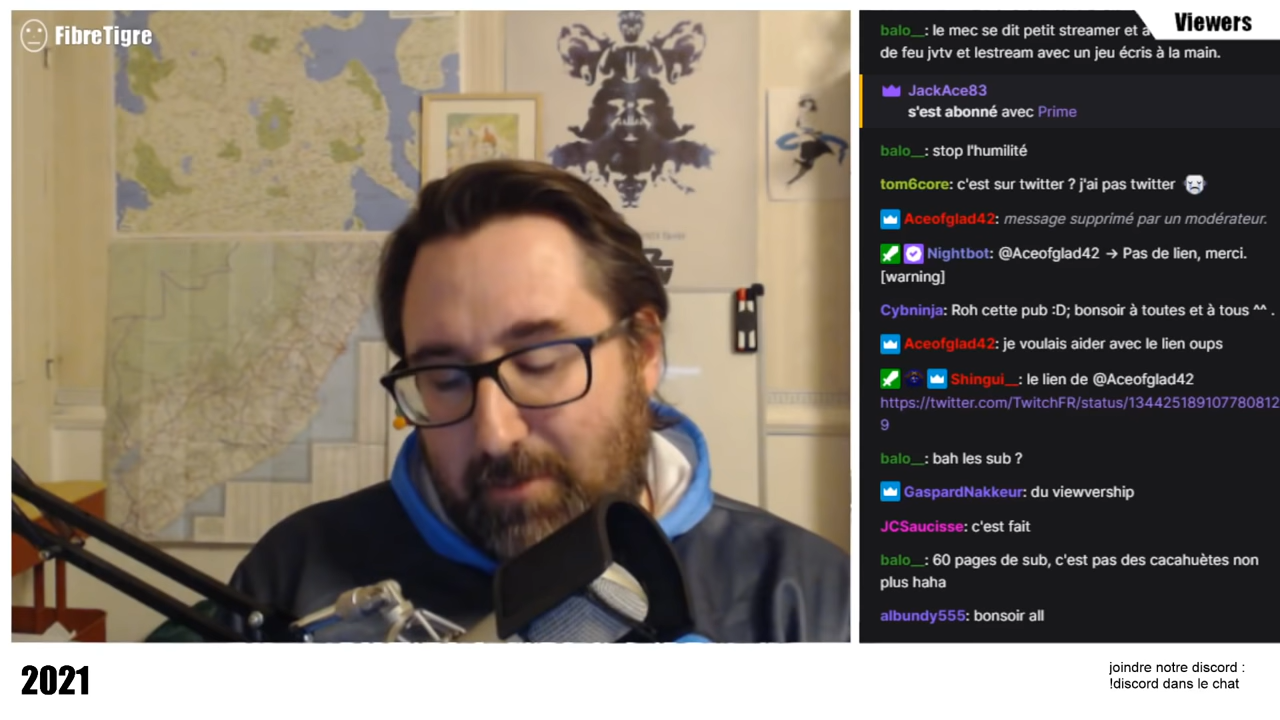 FibreTigre
Viewers
balo__: le mec se dit petit streamer et a
de feu jvtv et lestream avec un jeu écris à la main.
JackAce83
s'est abonné avec Prime
balo__: stop l'humilité
tom6core: c'est sur twitter ? j'ai pas twitter
Aceofglad42: message supprimé par un modérateur.
Nightbot: @Aceofglad42 → Pas de lien, merci.
[warning]
Cybninja: Roh cette pub :D; bonsoir à toutes et à tous ^^ .
Aceofglad42: je voulais aider avec le lien oups
Shingui__: le lien de @Aceofglad42
https://twitter.com/TwitchFR/status/134425189107780812
9
balo__: bah les sub ?
GaspardNakkeur: du viewvership
JCSaucisse: c'est fait
balo__: 60 pages de sub, c'est pas des cacahuètes non
plus haha
albundy555: bonsoir all
2021
joindre notre discord :
!discord dans le chat